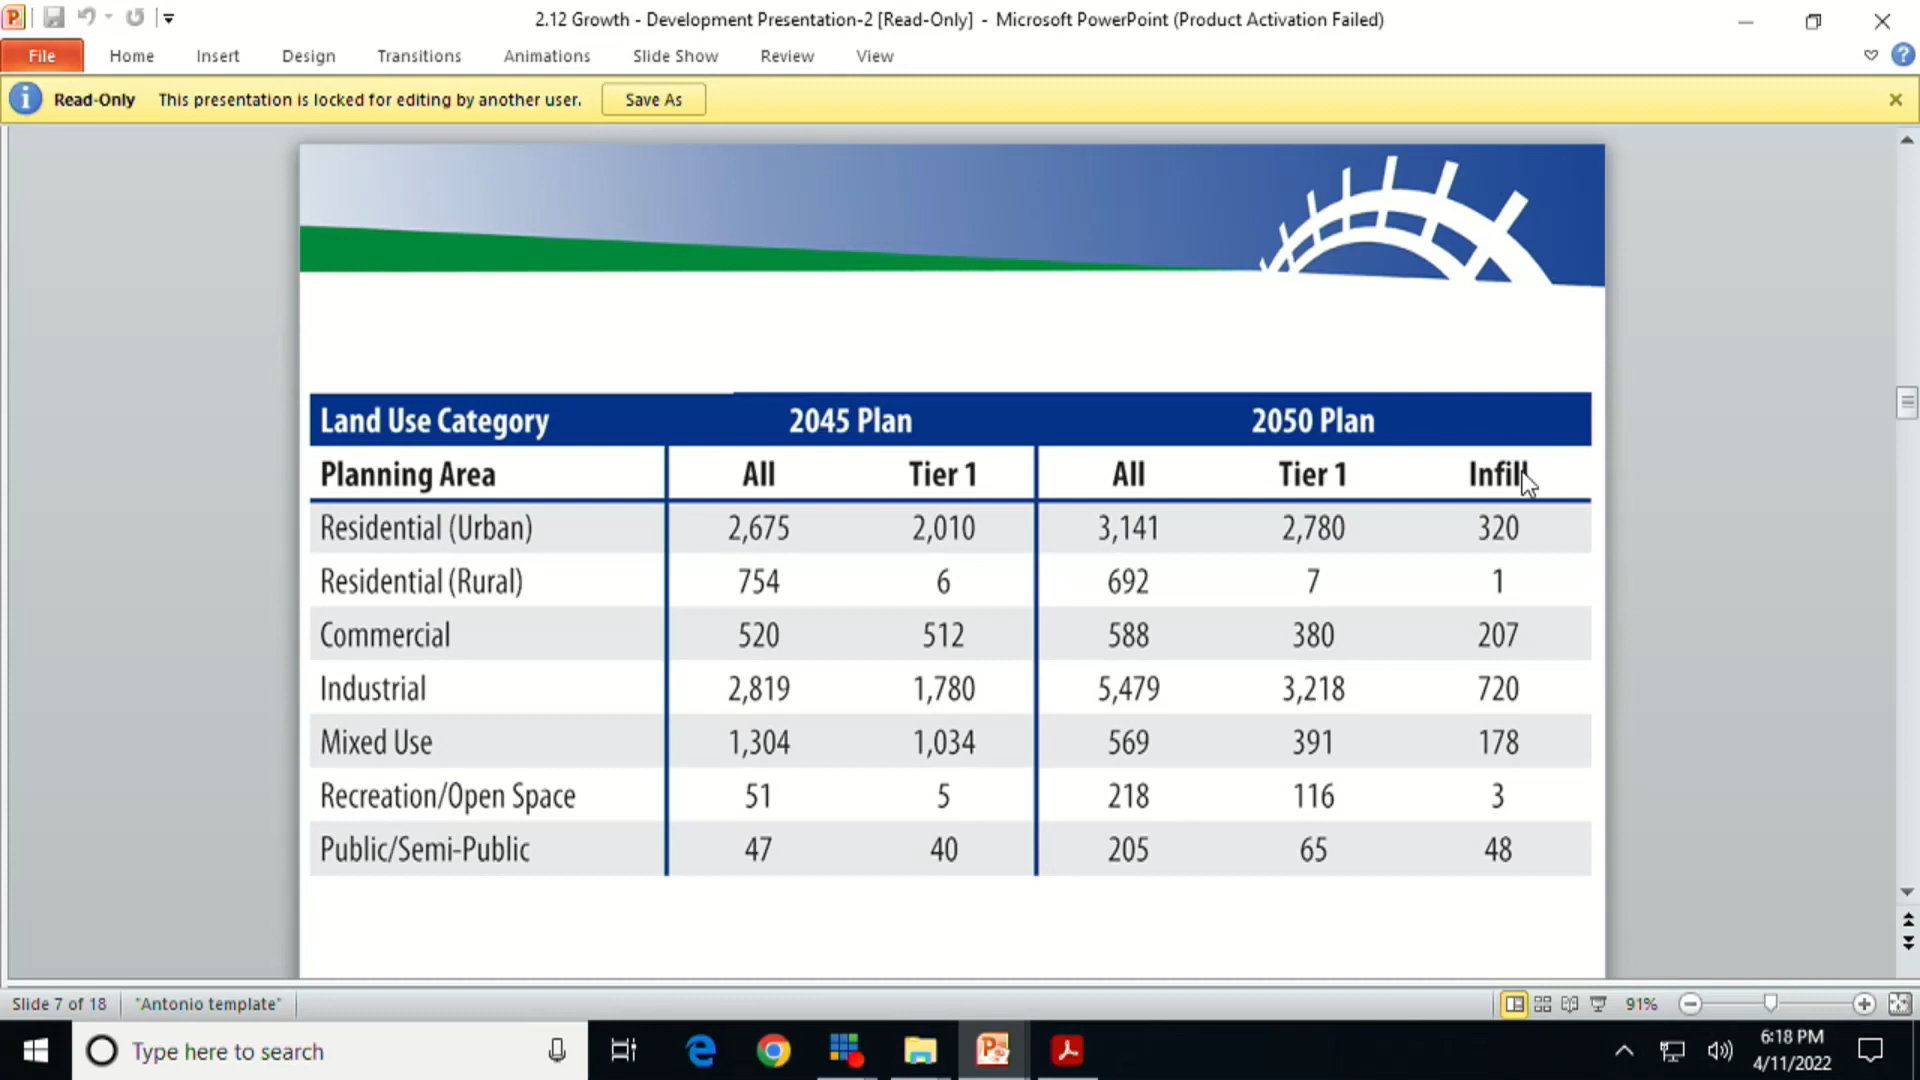 2.12 Growth - Development Presentation-2 [Read-Only] - Microsoft PowerPoint (Product Activation Failed)
File Home Insert Design Transitions Animations Slide Show Review View
Read-Only This presentation is locked for editing by another user. Save As
Land Use Category 2045 Plan 2050 Plan
Planning Area All Tier 1 All Tier 1 Infill
Residential (Urban) 2,675 2,010 3,141 2,780 320
Residential (Rural) 754 6 692 7 1
Commercial 520 512 588 380 207
Industrial 2,819 1,780 5,479 3,218 720
Mixed Use 1,304 1,034 569 391 178
Recreation/Open Space 51 5 218 116 3
Public/Semi-Public 47 40 205 65 48
Slide 7 of 18 "Antonio template" 91%
Type here to search
6:18 PM
4/11/2022